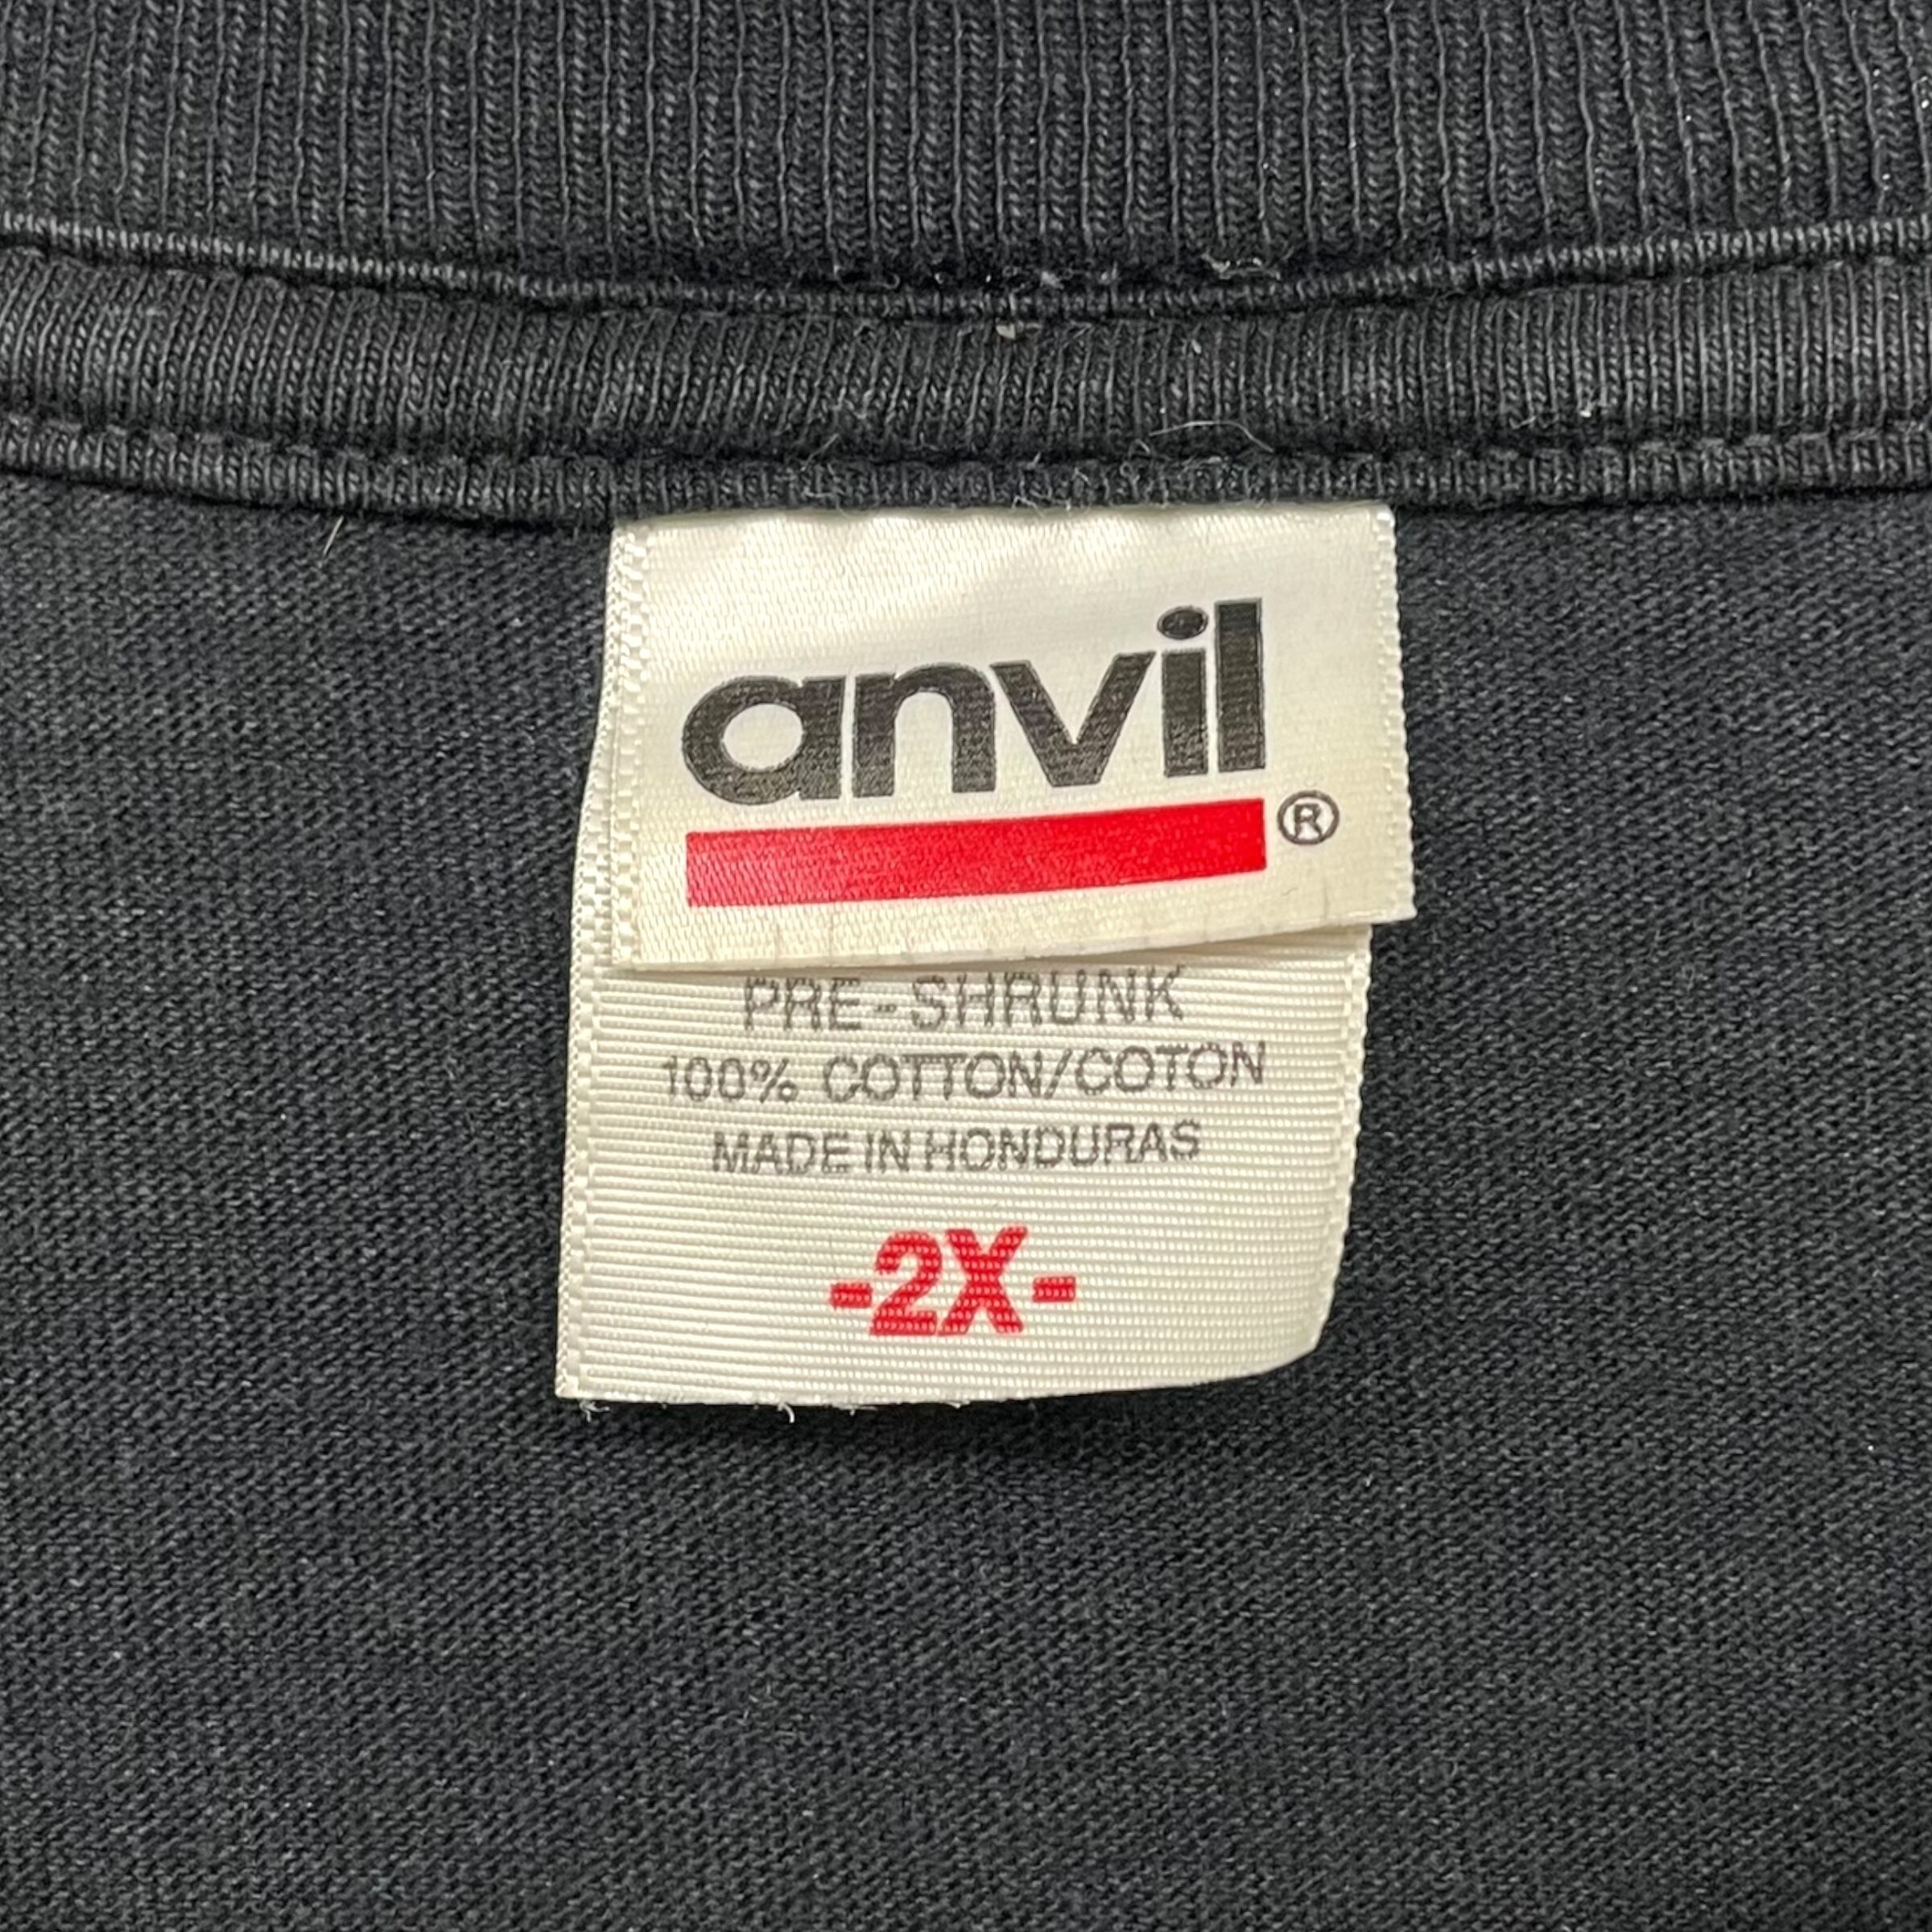 anvil®
PRE-SHRUNK
100% COTTON/COTON
MADE IN HONDURAS
-2X-